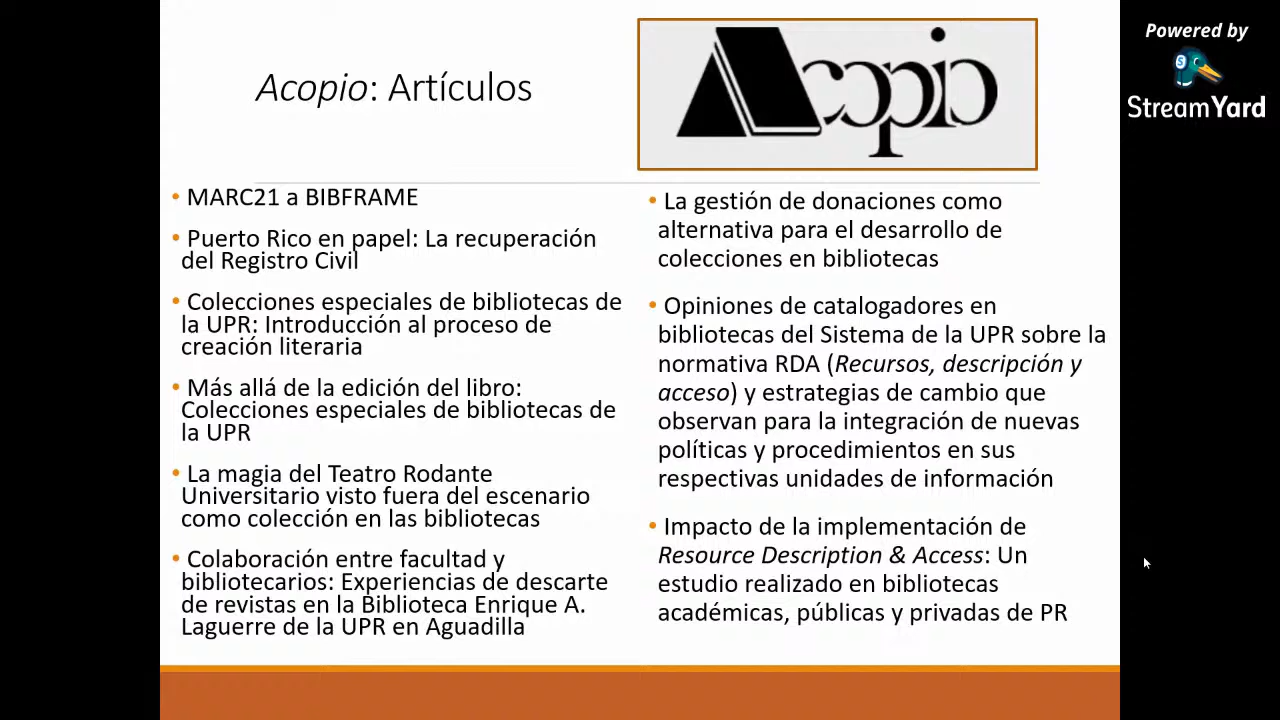 Acopio: Artículos
Acopio
Powered by
StreamYard
• MARC21 a BIBFRAME
• Puerto Rico en papel: La recuperación
del Registro Civil
• Colecciones especiales de bibliotecas de
la UPR: Introducción al proceso de
creación literaria
• Más allá de la edición del libro:
Colecciones especiales de bibliotecas de
la UPR
• La magia del Teatro Rodante
Universitario visto fuera del escenario
como colección en las bibliotecas
• Colaboración entre facultad y
bibliotecarios: Experiencias de descarte
de revistas en la Biblioteca Enrique A.
Laguerre de la UPR en Aguadilla
• La gestión de donaciones como
alternativa para el desarrollo de
colecciones en bibliotecas
• Opiniones de catalogadores en
bibliotecas del Sistema de la UPR sobre la
normativa RDA (Recursos, descripción y
acceso) y estrategias de cambio que
observan para la integración de nuevas
políticas y procedimientos en sus
respectivas unidades de información
• Impacto de la implementación de
Resource Description & Access: Un
estudio realizado en bibliotecas
académicas, públicas y privadas de PR